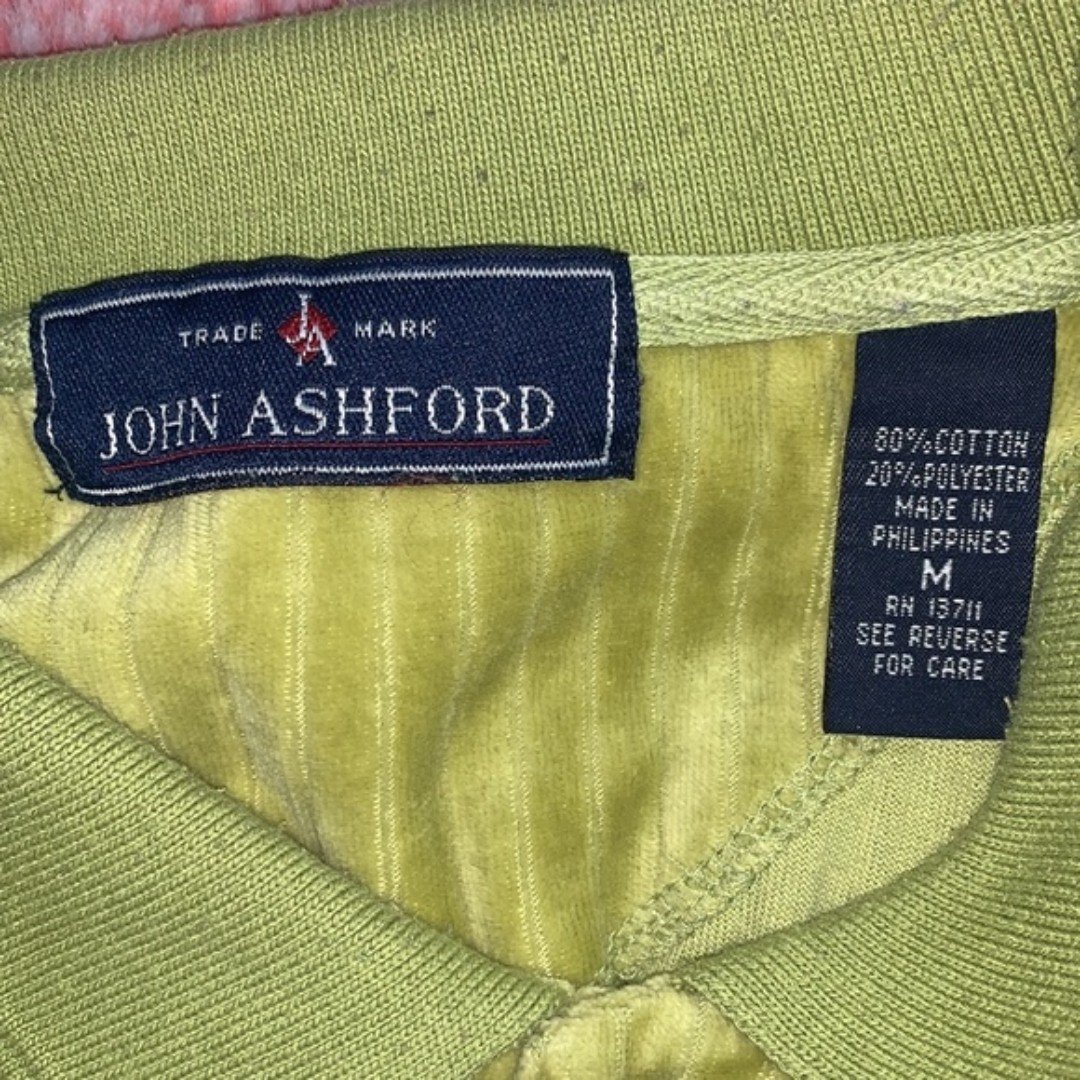 TRADE JA MARK
JOHN ASHFORD
80%COTTON
20%POLYESTER
MADE IN
PHILIPPINES
M
RN 13711
SEE REVERSE
FOR CARE